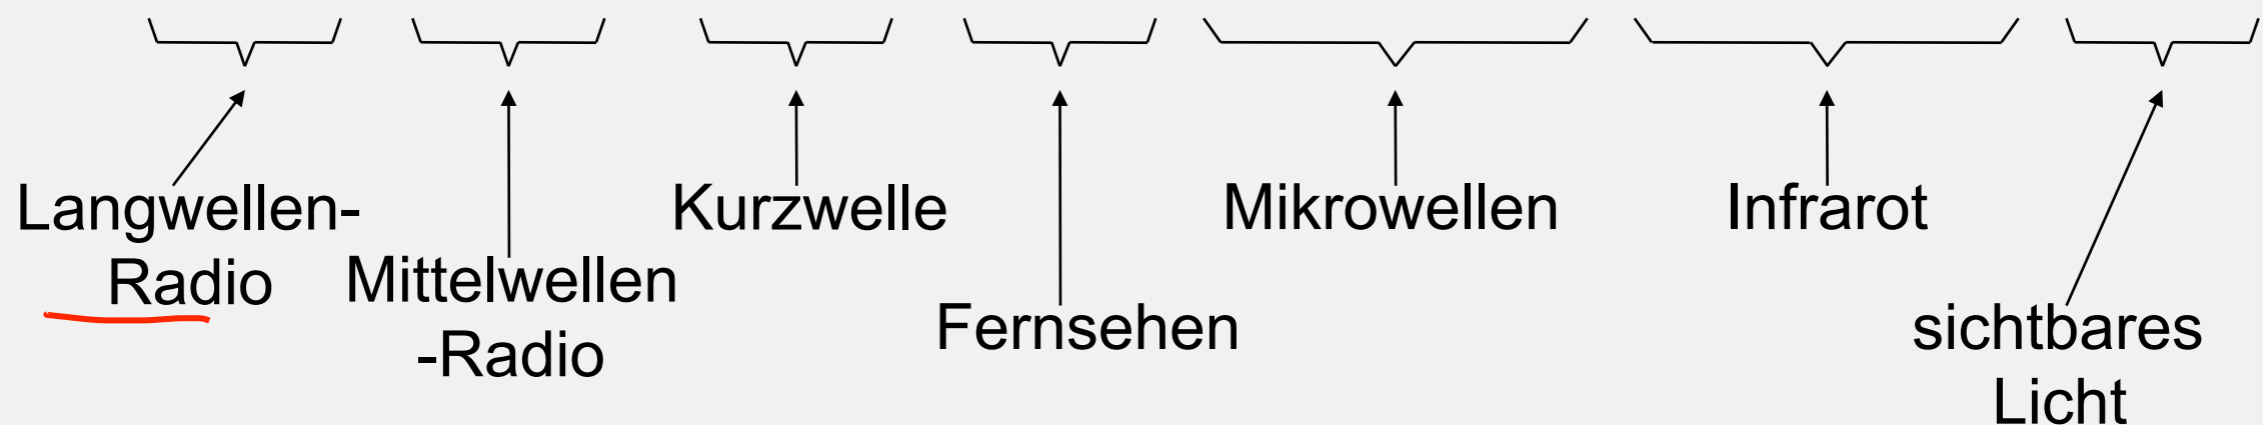 Langwellen-
Radio
Mittelwellen
-Radio
Kurzwelle
Fernsehen
Mikrowellen
Infrarot
sichtbares
Licht